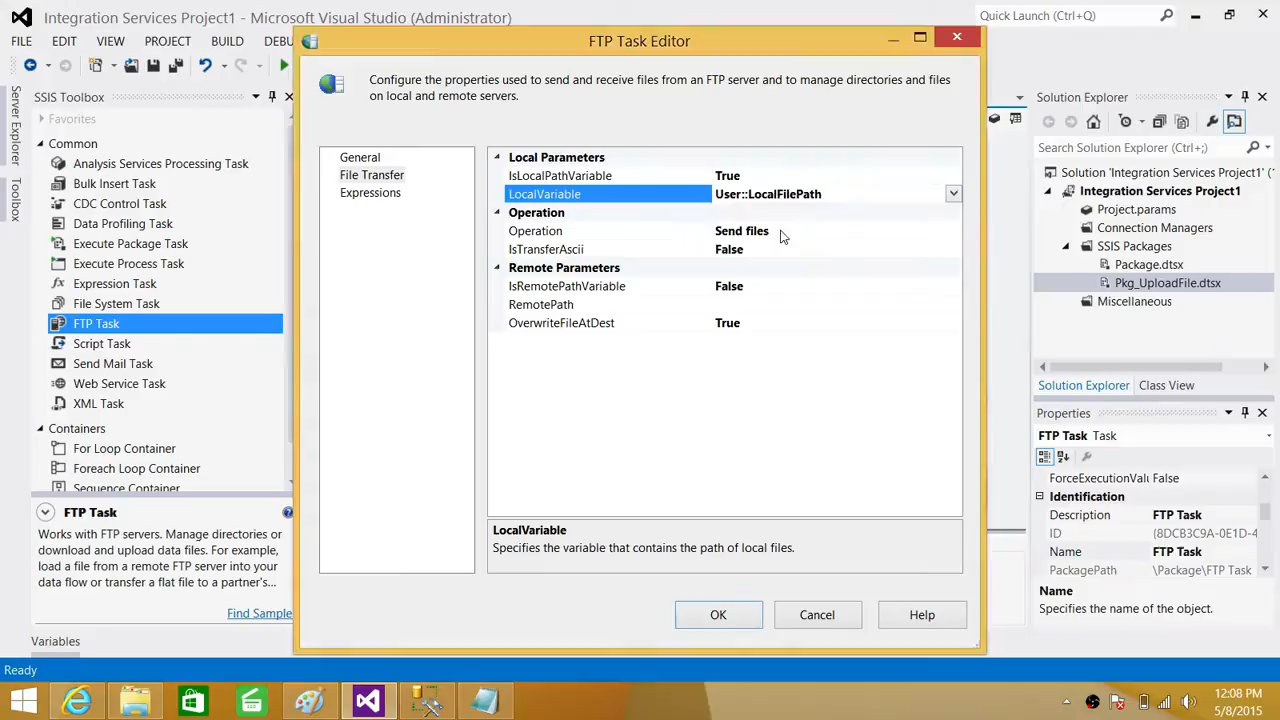 Integration Services Project1 - Microsoft Visual Studio (Administrator)
Quick Launch (Ctrl+Q)
FILE EDIT VIEW PROJECT BUILD DEBU
FTP Task Editor
Configure the properties used to send and receive files from an FTP server and to manage directories and files
on local and remote servers.
Server Explorer
Toolbox
SSIS Toolbox
Favorites
Common
Analysis Services Processing Task
Bulk Insert Task
CDC Control Task
Data Profiling Task
Execute Package Task
Execute Process Task
Expression Task
File System Task
FTP Task
Script Task
Send Mail Task
Web Service Task
XML Task
Containers
For Loop Container
Foreach Loop Container
Sequence Container
FTP Task
Works with FTP servers. Manage directories or
download and upload data files. For example,
load a file from a remote FTP server into your
data flow or transfer a flat file to a partner's...
Find Sample
Variables
Ready
General
File Transfer
Expressions
Local Parameters
IsLocalPathVariable True
LocalVariable User::LocalFilePath
Operation
Operation Send files
IsTransferAscii False
Remote Parameters
IsRemotePathVariable False
RemotePath
OverwriteFileAtDest True
LocalVariable
Specifies the variable that contains the path of local files.
OK Cancel Help
Solution Explorer
Search Solution Explorer (Ctrl+;)
Solution 'Integration Services Project1' (
Integration Services Project1
Project.params
Connection Managers
SSIS Packages
Package.dtsx
Pkg_UploadFile.dtsx
Miscellaneous
Solution Explorer Class View
Properties
FTP Task Task
ForceExecutionValu False
Identification
Description FTP Task
ID {8DCB3C9A-0E1D-4
Name FTP Task
PackagePath \Package\FTP Task
Name
Specifies the name of the object.
12:08 PM
5/8/2015